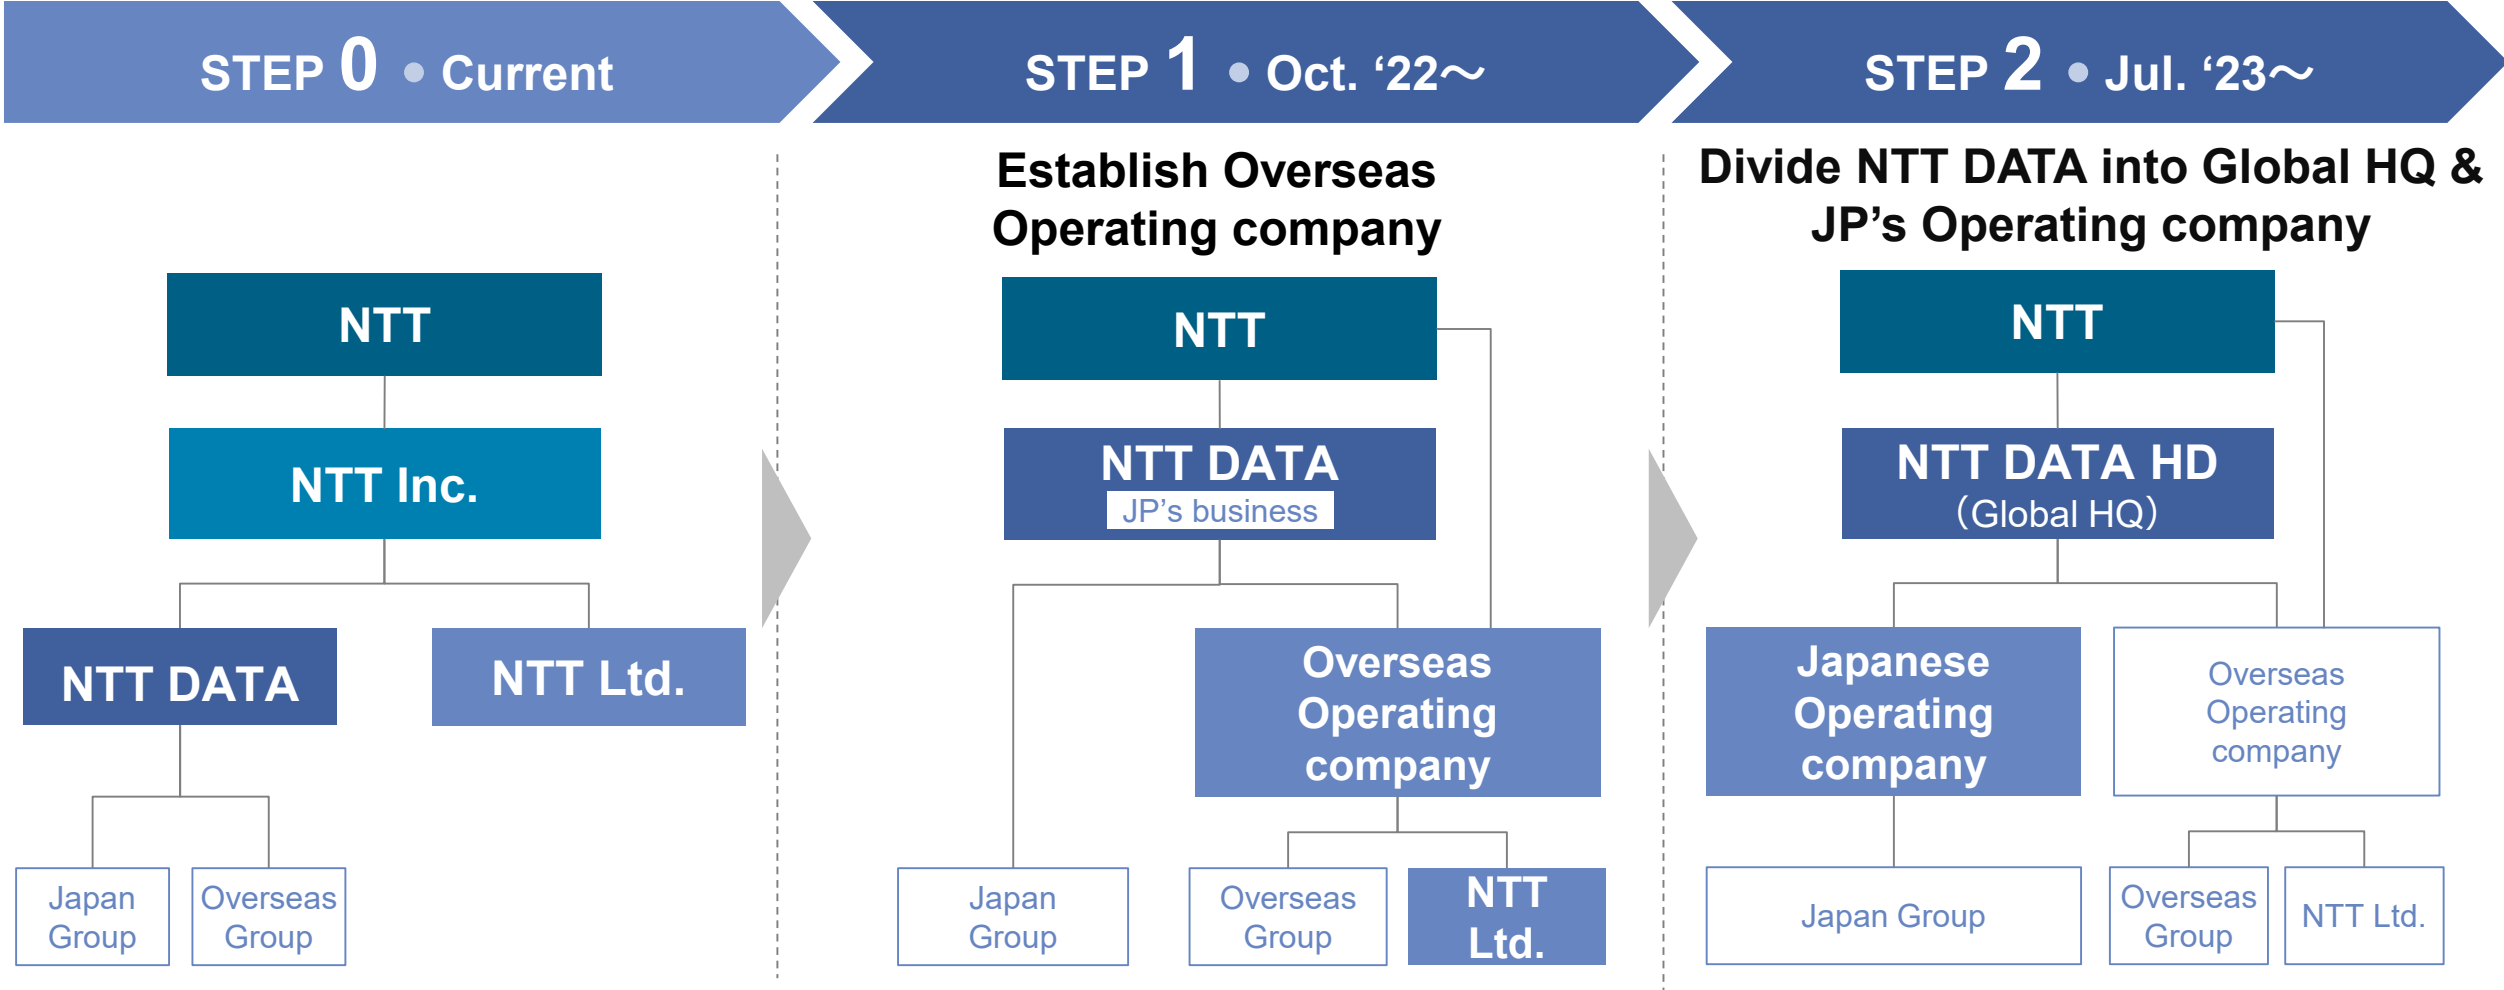 STEP 0 • Current
STEP 1 • Oct. ‘22～
STEP 2 • Jul. ‘23～
NTT
NTT Inc.
NTT DATA
NTT Ltd.
Japan
Group
Overseas
Group
Establish Overseas
Operating company
NTT
NTT DATA
JP’s business
Overseas
Operating
company
Japan
Group
Overseas
Group
NTT
Ltd.
Divide NTT DATA into Global HQ &
JP’s Operating company
NTT
NTT DATA HD
（Global HQ）
Japanese
Operating
company
Overseas
Operating
company
Japan Group
Overseas
Group
NTT Ltd.